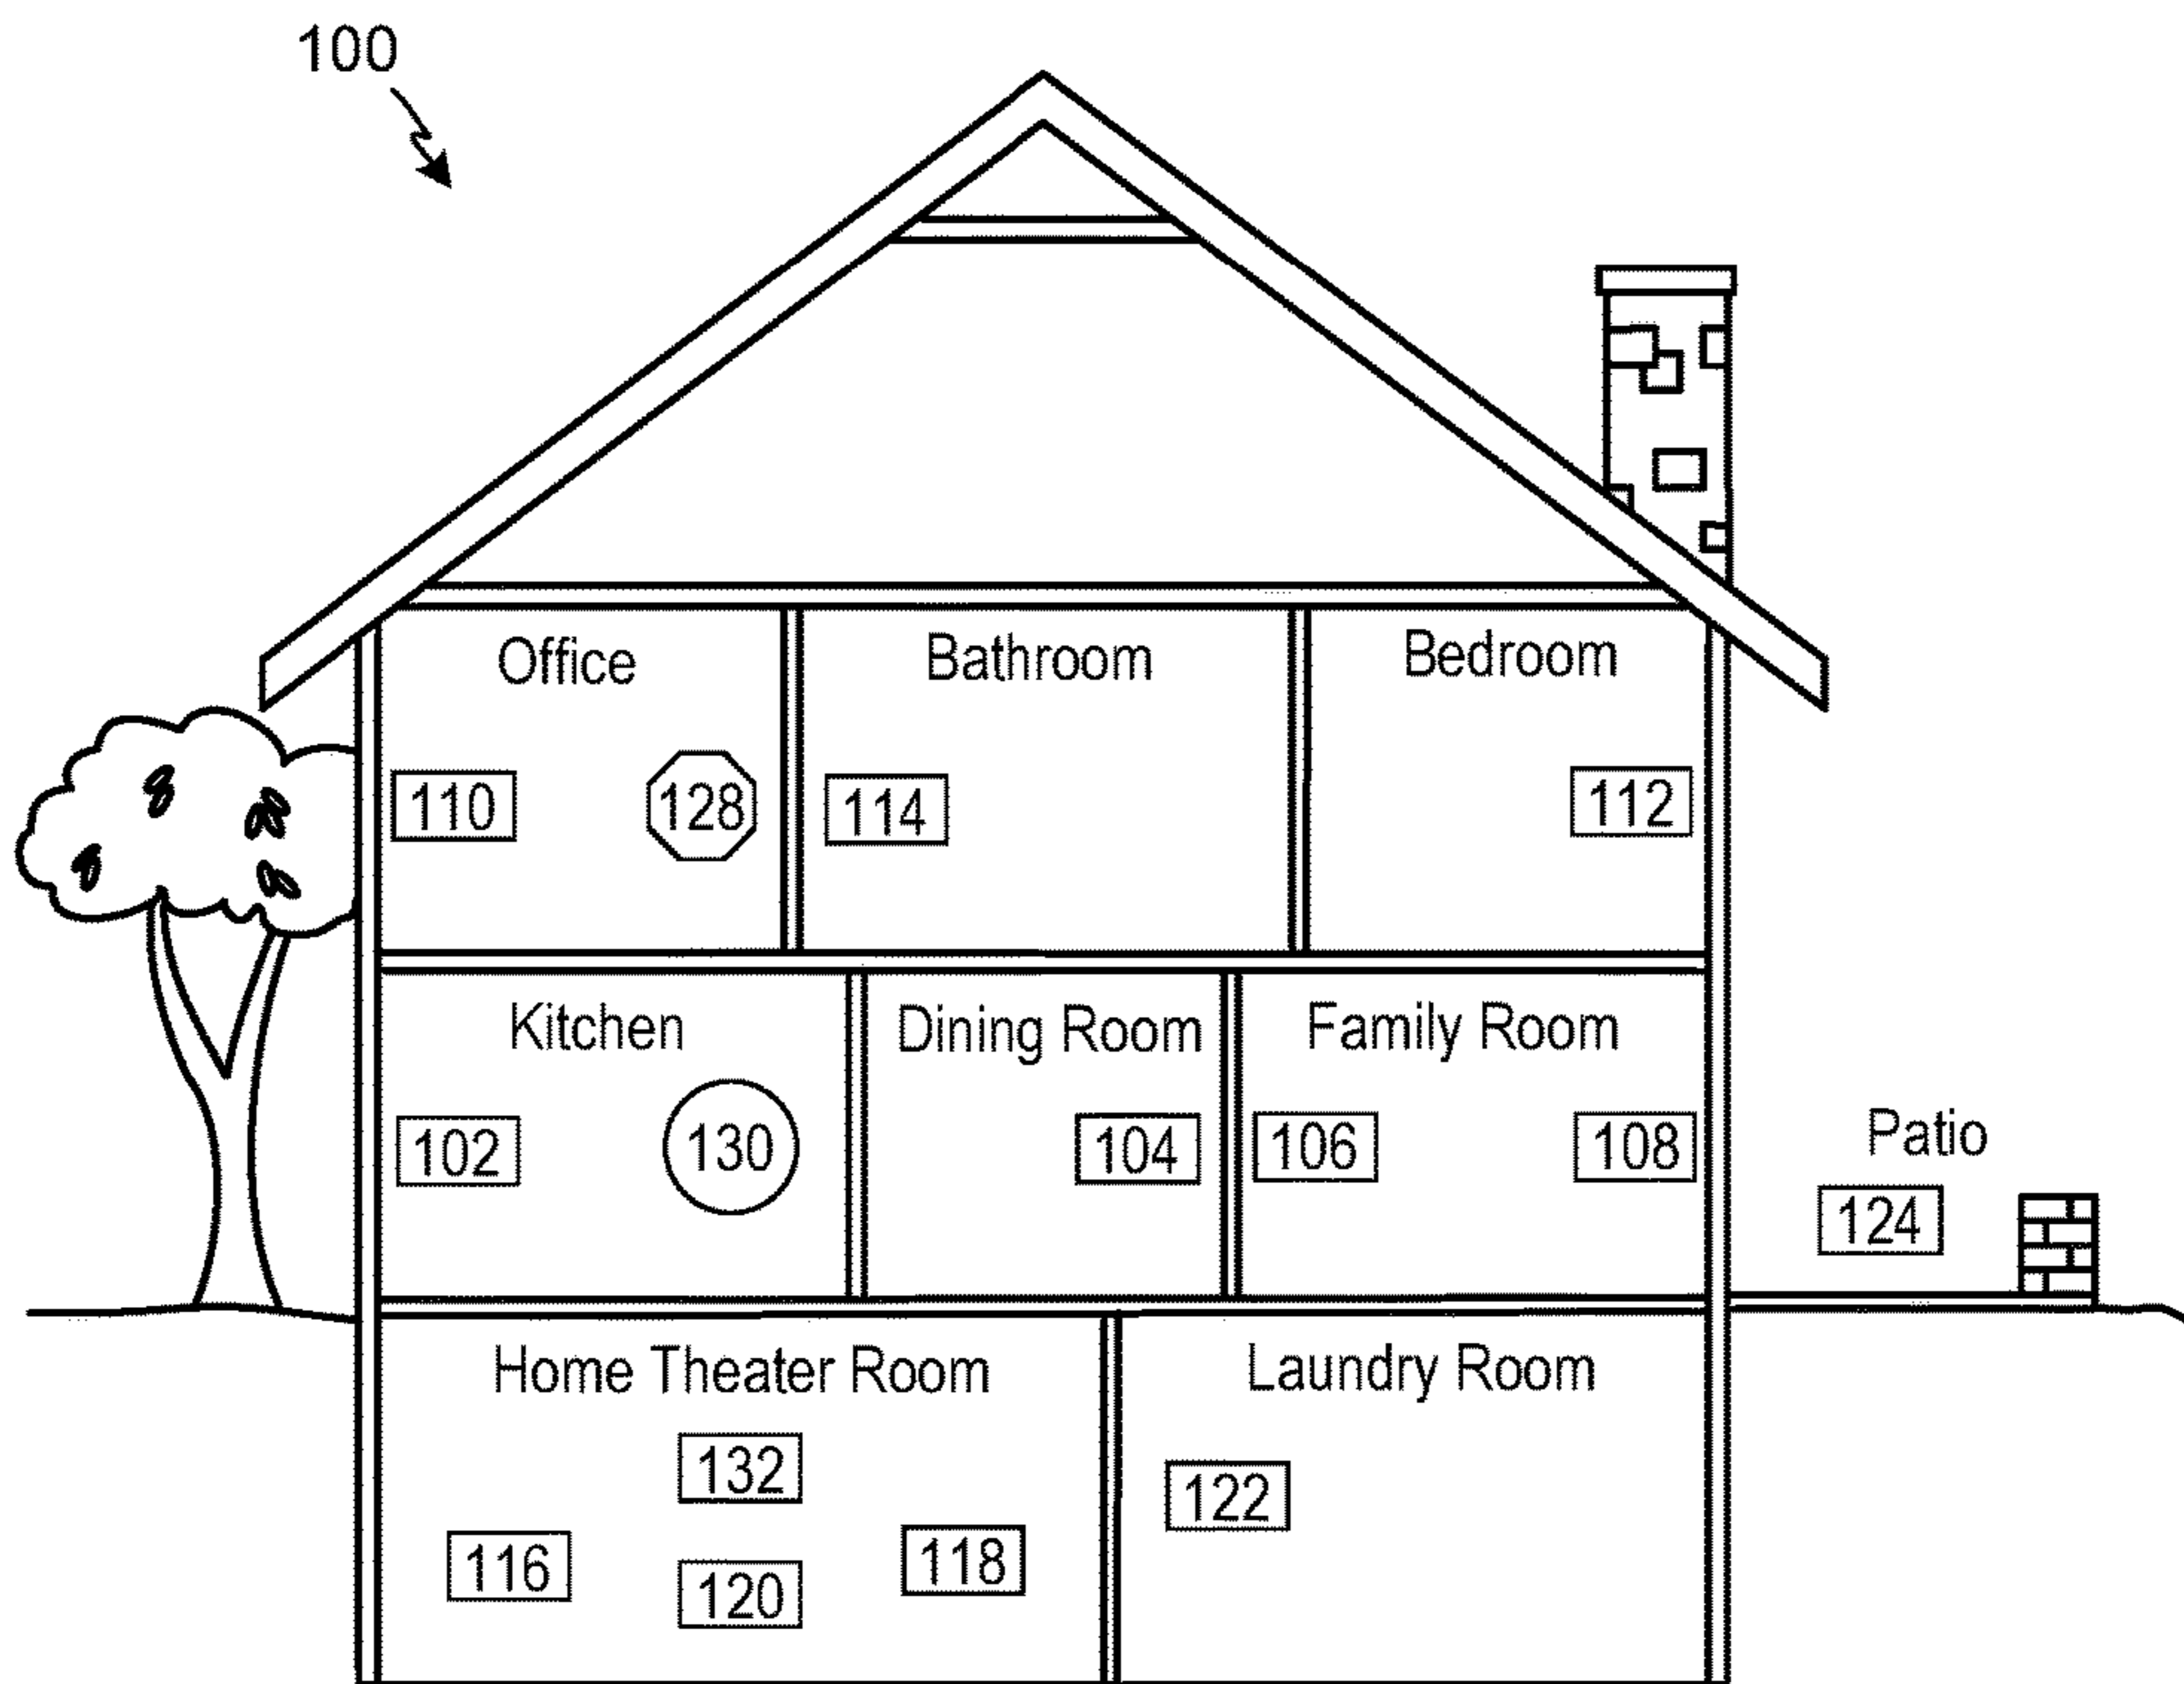 100
Office
Bathroom
Bedroom
110
128
114
112
Kitchen
Dining Room
Family Room
Patio
102
130
104
106
108
124
Home Theater Room
Laundry Room
132
122
116
120
118